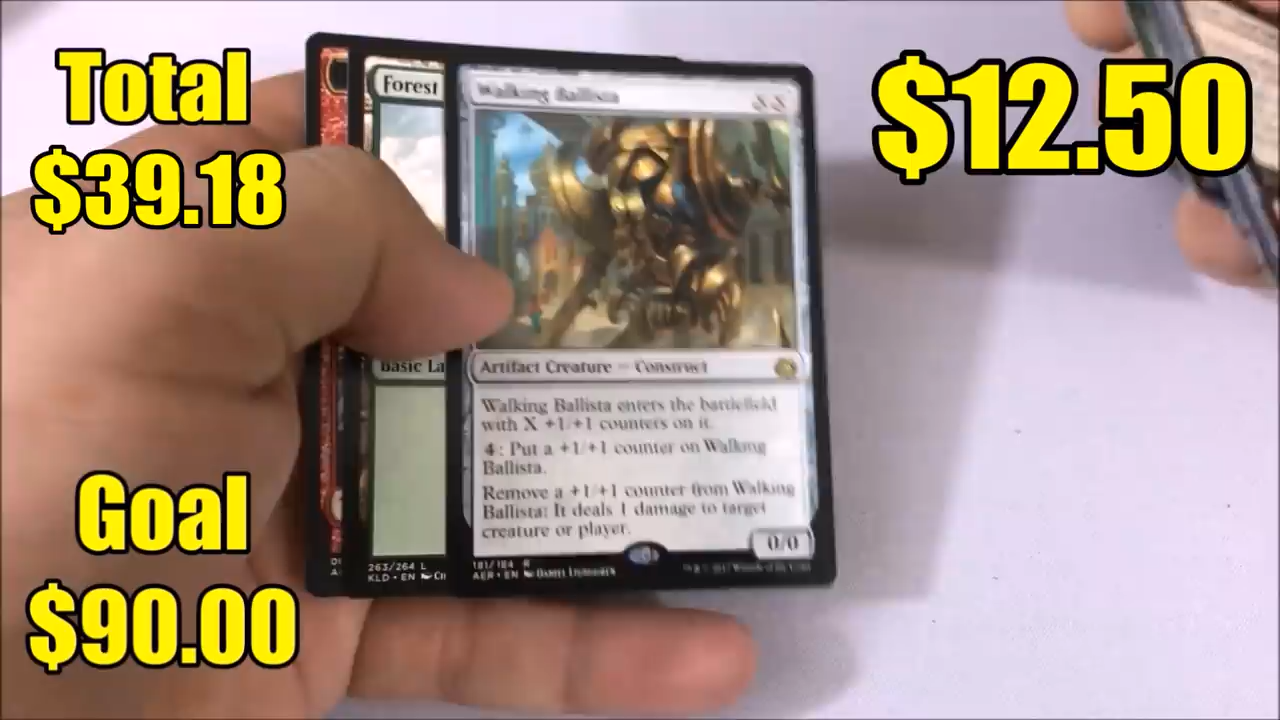 Total
$39.18
$12.50
Goal
$90.00
Forest
Basic La
263/264 L
KLD • EN
Walking Ballista
XX
Artifact Creature — Construct
Walking Ballista enters the battlefield
with X +1/+1 counters on it.
4: Put a +1/+1 counter on Walking
Ballista.
Remove a +1/+1 counter from Walking
Ballista: It deals 1 damage to target
creature or player.
0/0
181/184 R
AER • EN